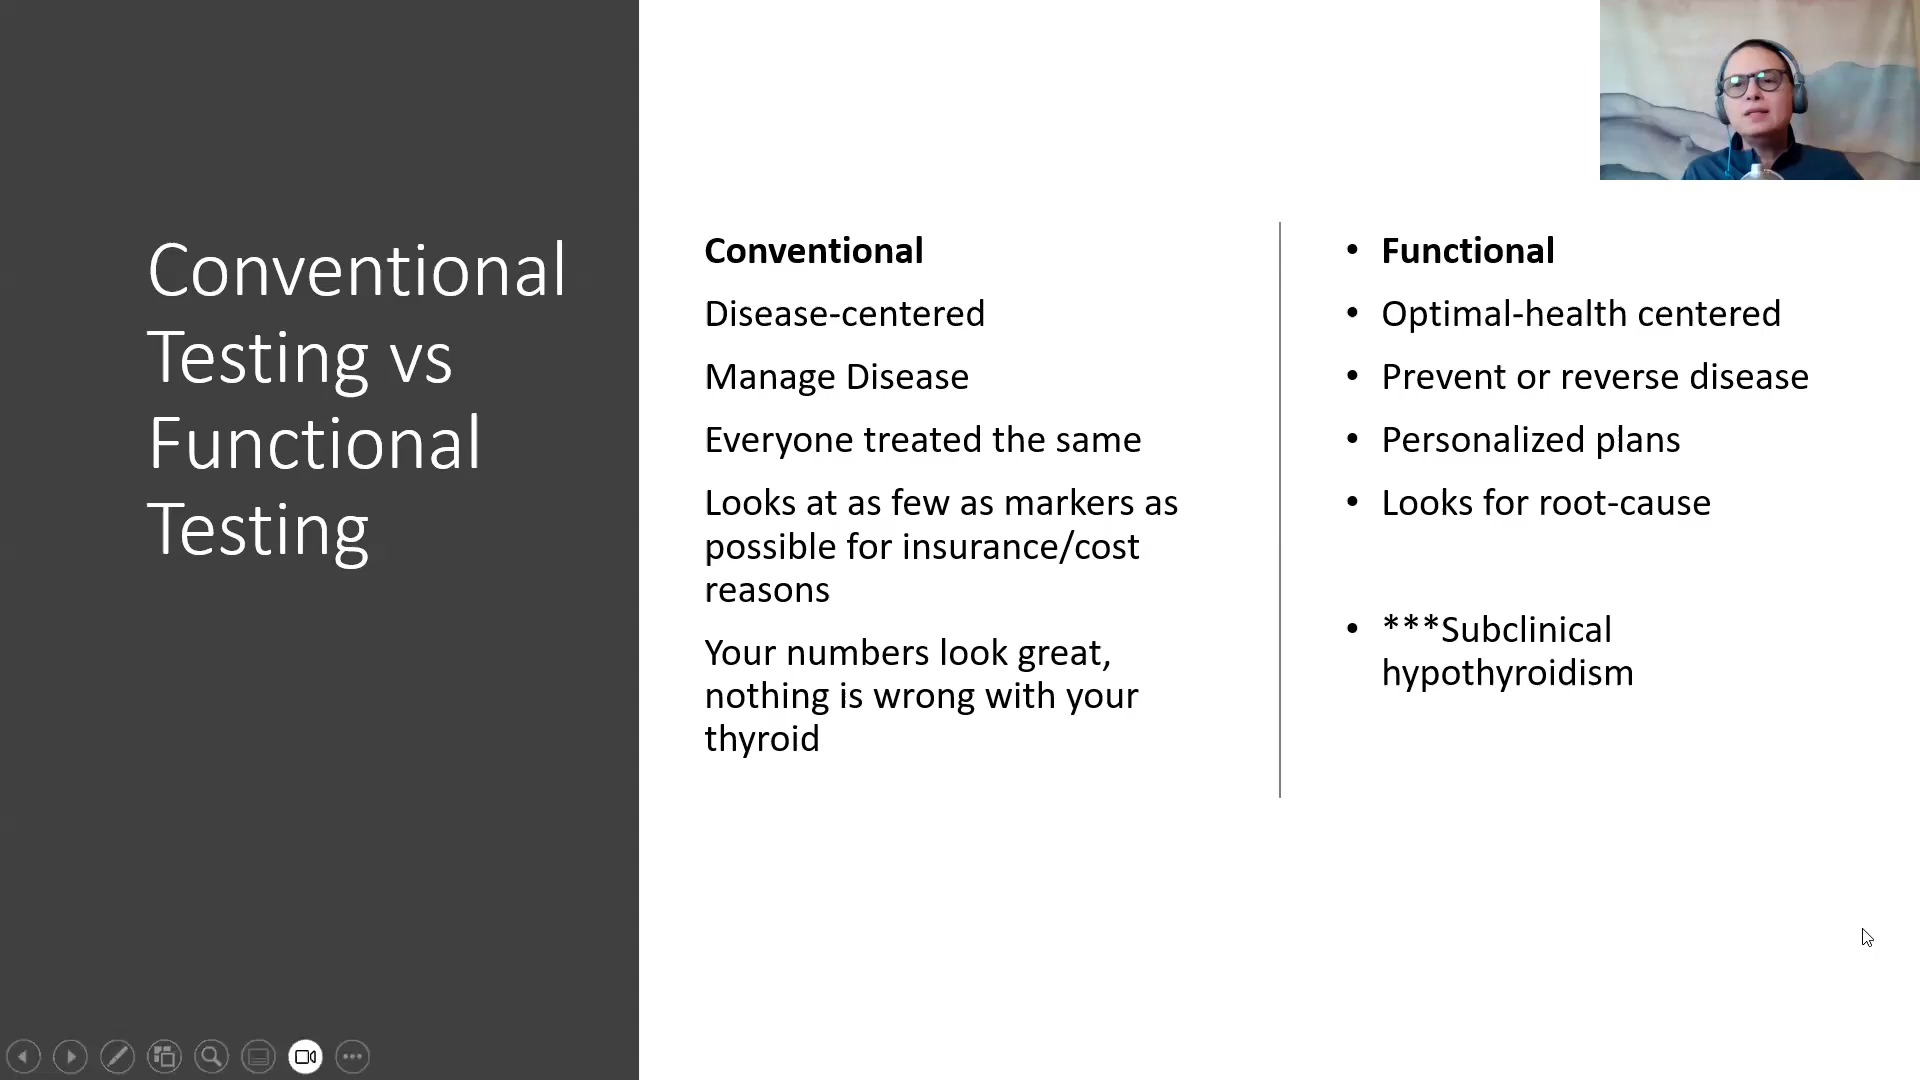 Conventional
Testing vs
Functional
Testing
Conventional
Disease-centered
Manage Disease
Everyone treated the same
Looks at as few as markers as
possible for insurance/cost
reasons
Your numbers look great,
nothing is wrong with your
thyroid
• Functional
• Optimal-health centered
• Prevent or reverse disease
• Personalized plans
• Looks for root-cause
• ***Subclinical
hypothyroidism